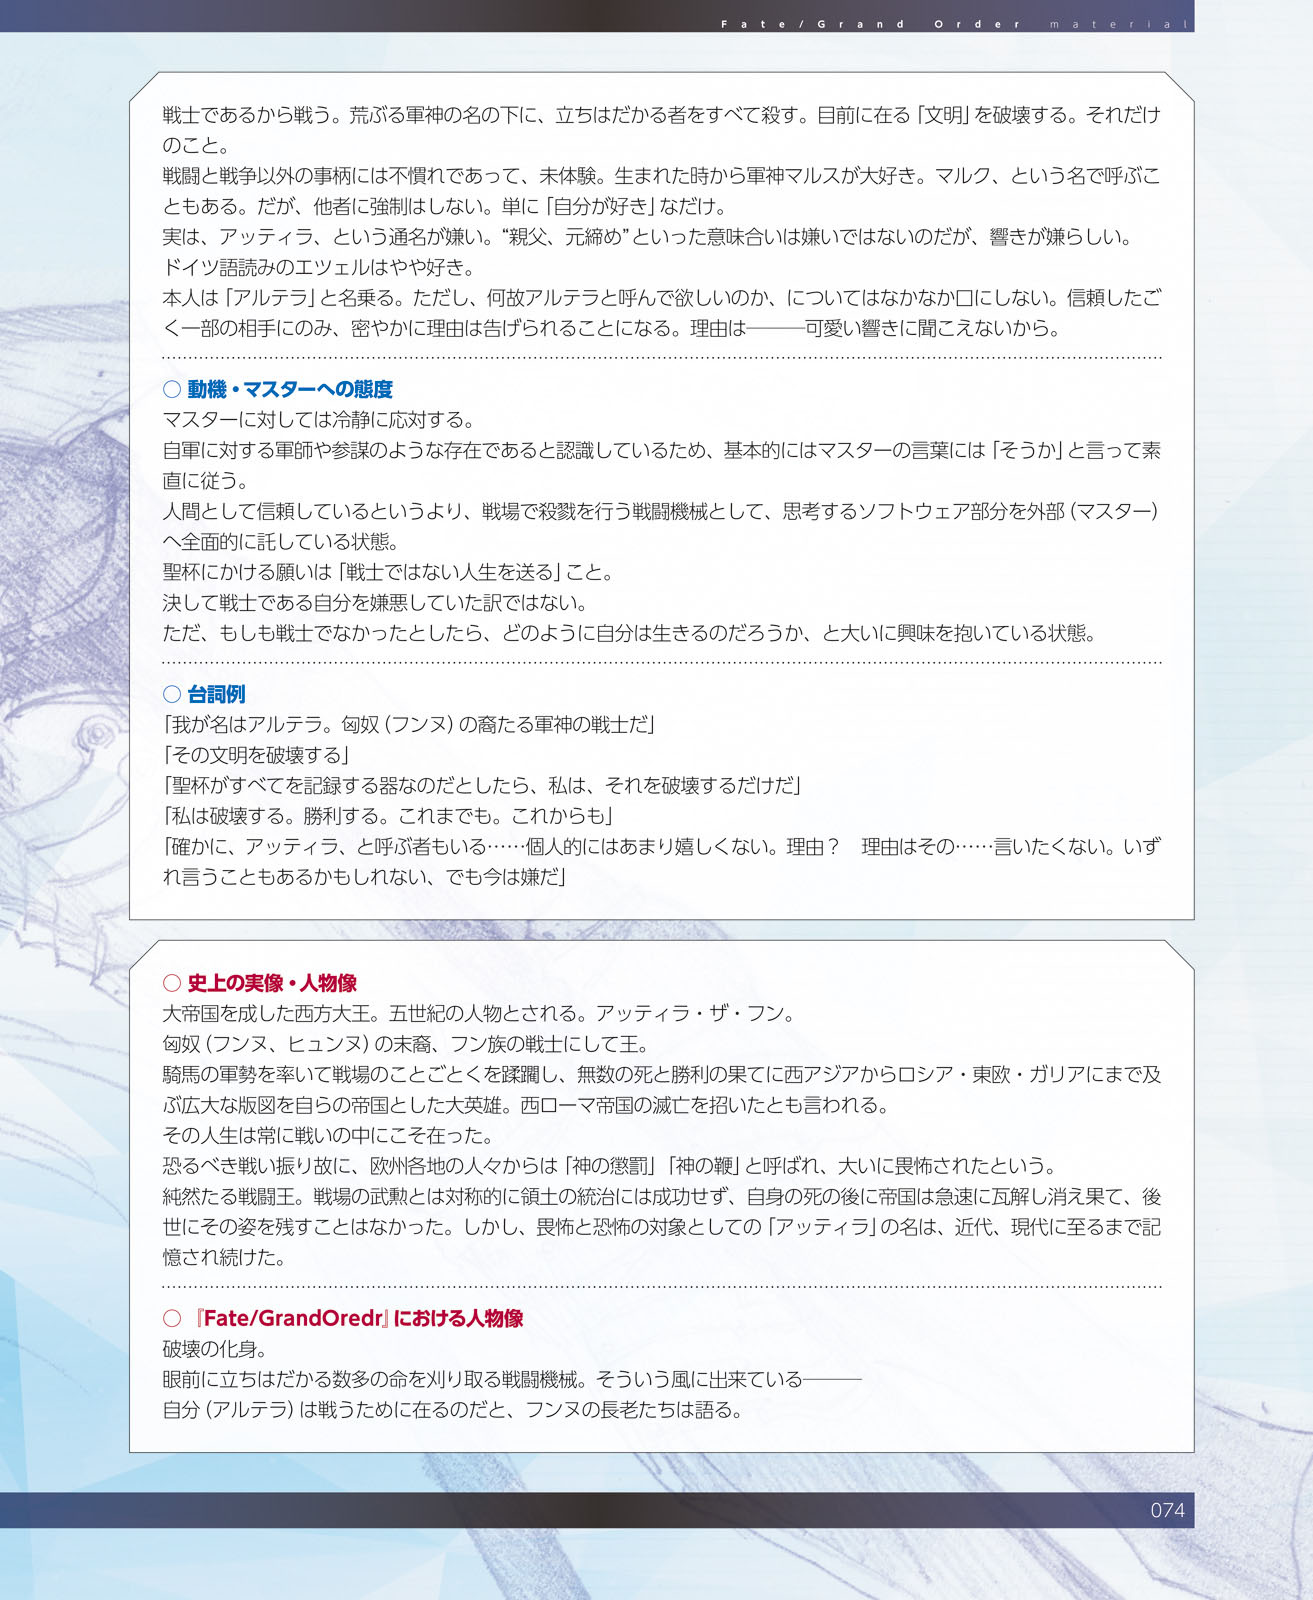 Fate/Grand Order material
戦士であるから戦う。荒ぶる軍神の名の下に、立ちはだかる者をすべて殺す。目前に在る「文明」を破壊する。それだけ
のこと。
戦闘と戦争以外の事柄には不慣れであって、未体験。生まれた時から軍神マルスが大好き。マルク、という名で呼ぶこ
ともある。だが、他者に強制はしない。単に「自分が好き」なだけ。
実は、アッティラ、という通名が嫌い。“親父、元締め”といった意味合いは嫌いではないのだが、響きが嫌らしい。
ドイツ語読みのエツェルはやや好き。
本人は「アルテラ」と名乗る。ただし、何故アルテラと呼んで欲しいのか、についてはなかなか口にしない。信頼したご
く一部の相手にのみ、密やかに理由は告げられることになる。理由は———可愛い響きに聞こえないから。
○ 動機・マスターへの態度
マスターに対しては冷静に応対する。
自軍に対する軍師や参謀のような存在であると認識しているため、基本的にはマスターの言葉には「そうか」と言って素
直に従う。
人間として信頼しているというより、戦場で殺戮を行う戦闘機械として、思考するソフトウェア部分を外部（マスター）
へ全面的に託している状態。
聖杯にかける願いは「戦士ではない人生を送る」こと。
決して戦士である自分を嫌悪していた訳ではない。
ただ、もしも戦士でなかったとしたら、どのように自分は生きるのだろうか、と大いに興味を抱いている状態。
○ 台詞例
「我が名はアルテラ。匈奴（フンヌ）の裔たる軍神の戦士だ」
「その文明を破壊する」
「聖杯がすべてを記録する器なのだとしたら、私は、それを破壊するだけだ」
「私は破壊する。勝利する。これまでも。これからも」
「確かに、アッティラ、と呼ぶ者もいる……個人的にはあまり嬉しくない。理由？　理由はその……言いたくない。いず
れ言うこともあるかもしれない、でも今は嫌だ」
○ 史上の実像・人物像
大帝国を成した西方大王。五世紀の人物とされる。アッティラ・ザ・フン。
匈奴（フンヌ、ヒュンヌ）の末裔、フン族の戦士にして王。
騎馬の軍勢を率いて戦場のことごとくを蹂躙し、無数の死と勝利の果てに西アジアからロシア・東欧・ガリアにまで及
ぶ広大な版図を自らの帝国とした大英雄。西ローマ帝国の滅亡を招いたとも言われる。
その人生は常に戦いの中にこそ在った。
恐るべき戦い振り故に、欧州各地の人々からは「神の懲罰」「神の鞭」と呼ばれ、大いに畏怖されたという。
純然たる戦闘王。戦場の武勲とは対称的に領土の統治には成功せず、自身の死の後に帝国は急速に瓦解し消え果て、後
世にその姿を残すことはなかった。しかし、畏怖と恐怖の対象としての「アッティラ」の名は、近代、現代に至るまで記
憶され続けた。
○ 『Fate/GrandOredr』における人物像
破壊の化身。
眼前に立ちはだかる数多の命を刈り取る戦闘機械。そういう風に出来ている———
自分（アルテラ）は戦うために在るのだと、フンヌの長老たちは語る。
074